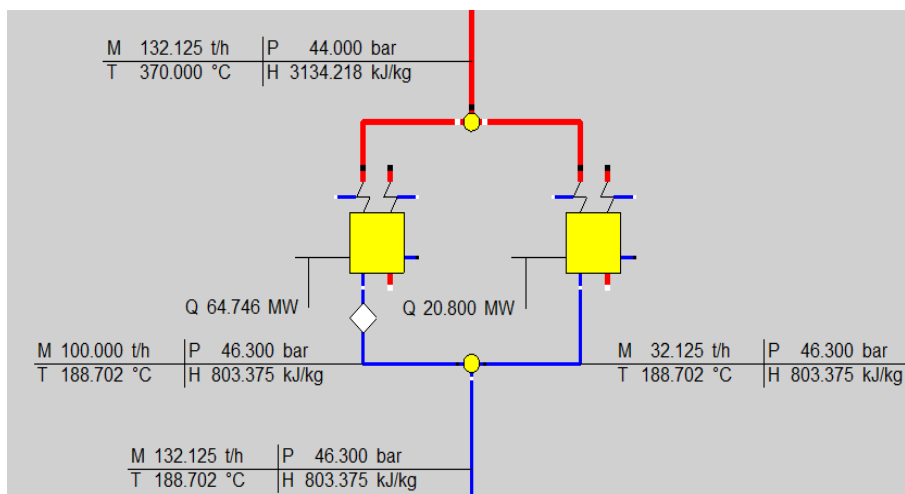 M 132.125 t/h P 44.000 bar
T 370.000 °C H 3134.218 kJ/kg
Q 64.746 MW Q 20.800 MW
M 100.000 t/h P 46.300 bar
T 188.702 °C H 803.375 kJ/kg
M 32.125 t/h P 46.300 bar
T 188.702 °C H 803.375 kJ/kg
M 132.125 t/h P 46.300 bar
T 188.702 °C H 803.375 kJ/kg